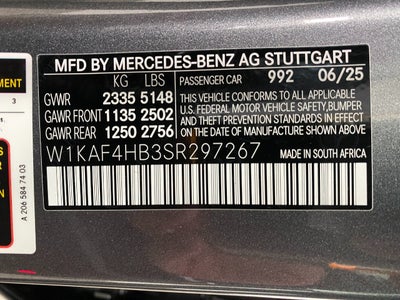 MFD BY MERCEDES-BENZ AG STUTTGART
KG LBS
PASSENGER CAR 992 06/25
GVWR 2335 5148
GAWR FRONT 1135 2502
GAWR REAR 1250 2756
THIS VEHICLE CONFORMS TO ALL APPLICABLE
U.S. FEDERAL MOTOR VEHICLE SAFETY, BUMPER
AND THEFT PREVENTION STANDARDS IN EFFECT
ON THE DATE OF MANUFACTURE SHOWN ABOVE.
W1KAF4HB3SR297267 MADE IN SOUTH AFRICA
3
A 206 584 74 03